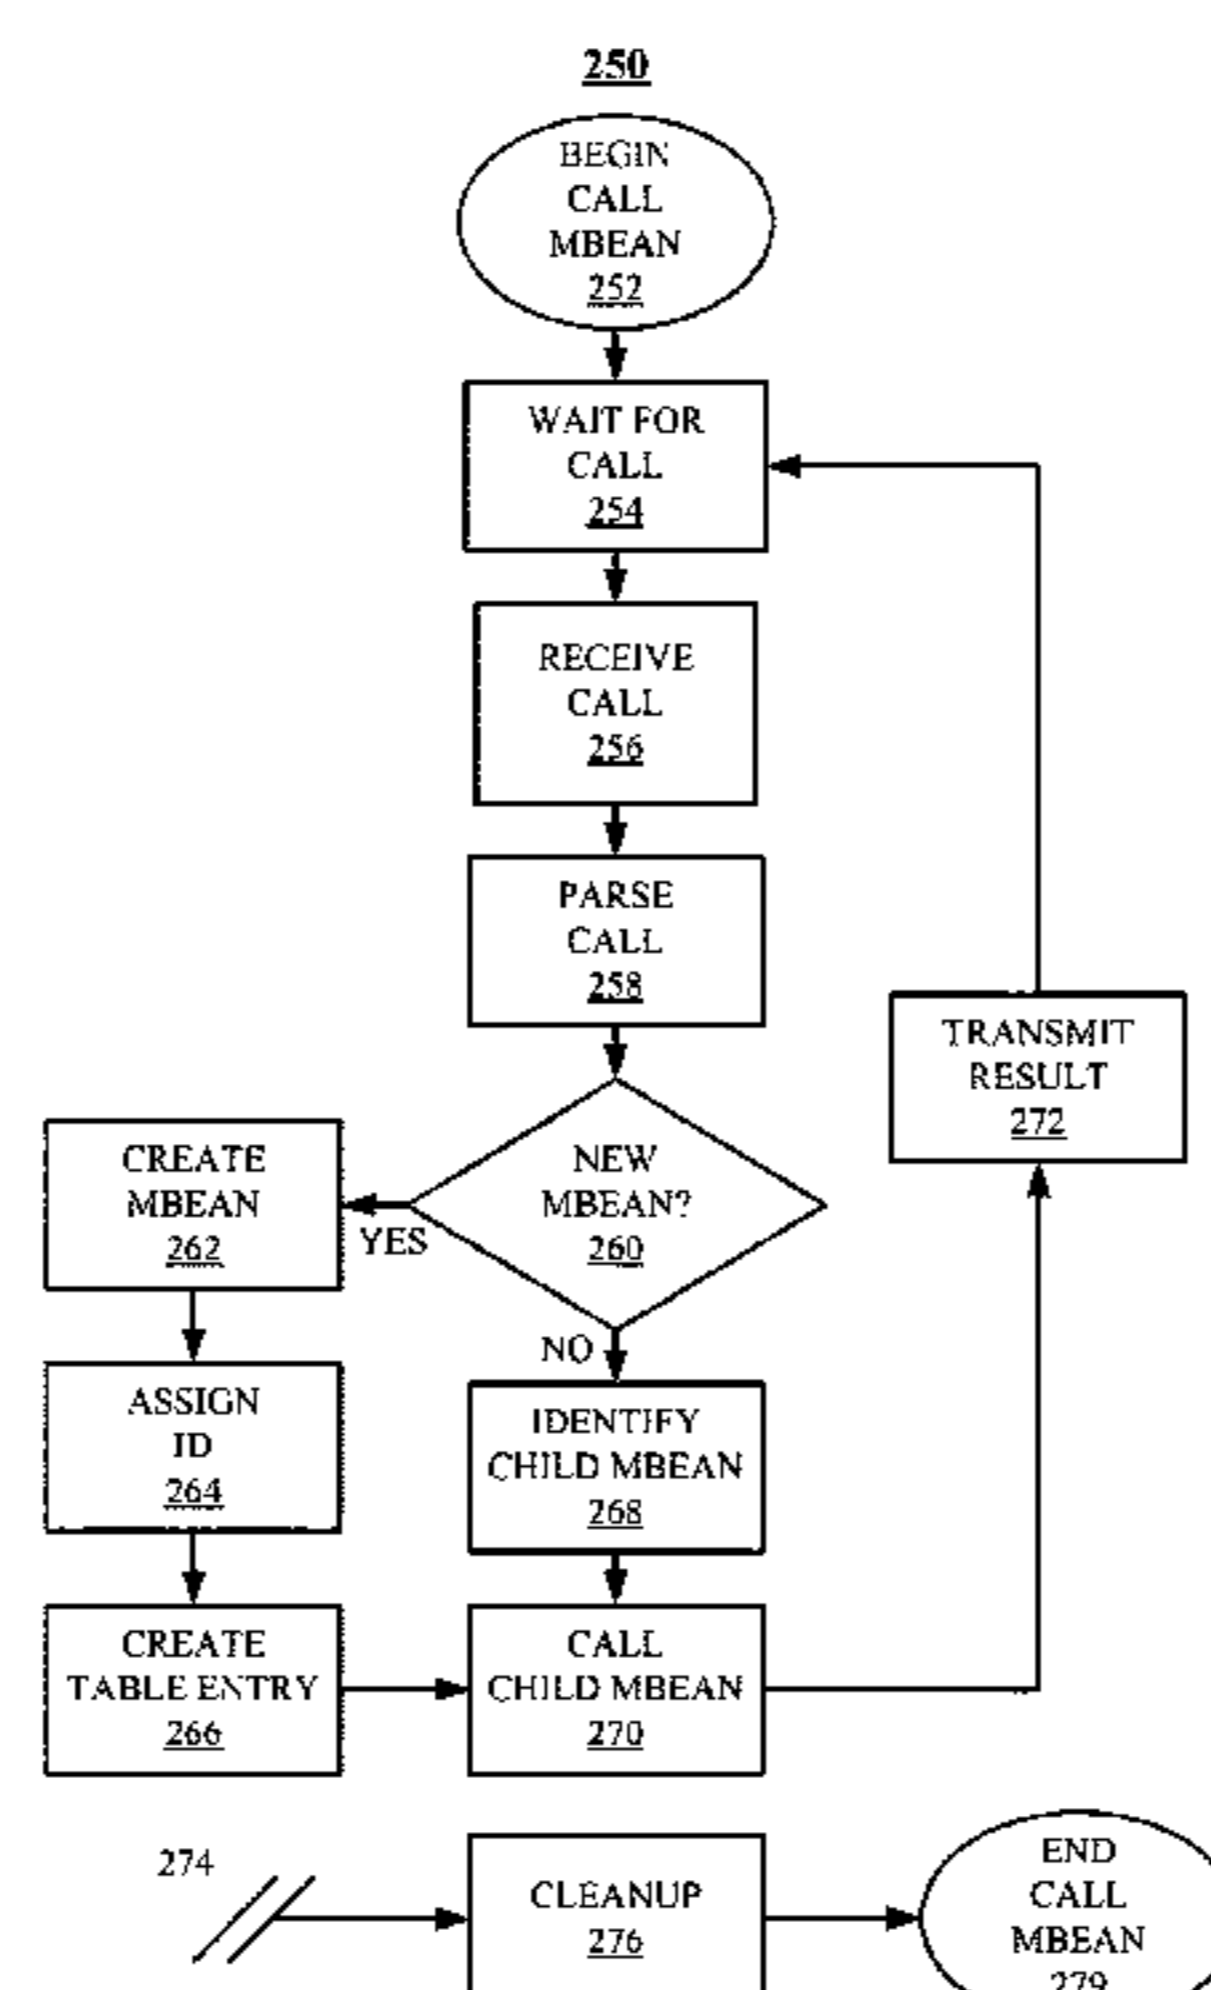 250
BEGIN
CALL
MBEAN
252
WAIT FOR
CALL
254
RECEIVE
CALL
256
PARSE
CALL
258
TRANSMIT
RESULT
272
NEW
MBEAN?
260
YES
NO
CREATE
MBEAN
262
ASSIGN
ID
264
CREATE
TABLE ENTRY
266
IDENTIFY
CHILD MBEAN
268
CALL
CHILD MBEAN
270
274
CLEANUP
276
END
CALL
MBEAN
279